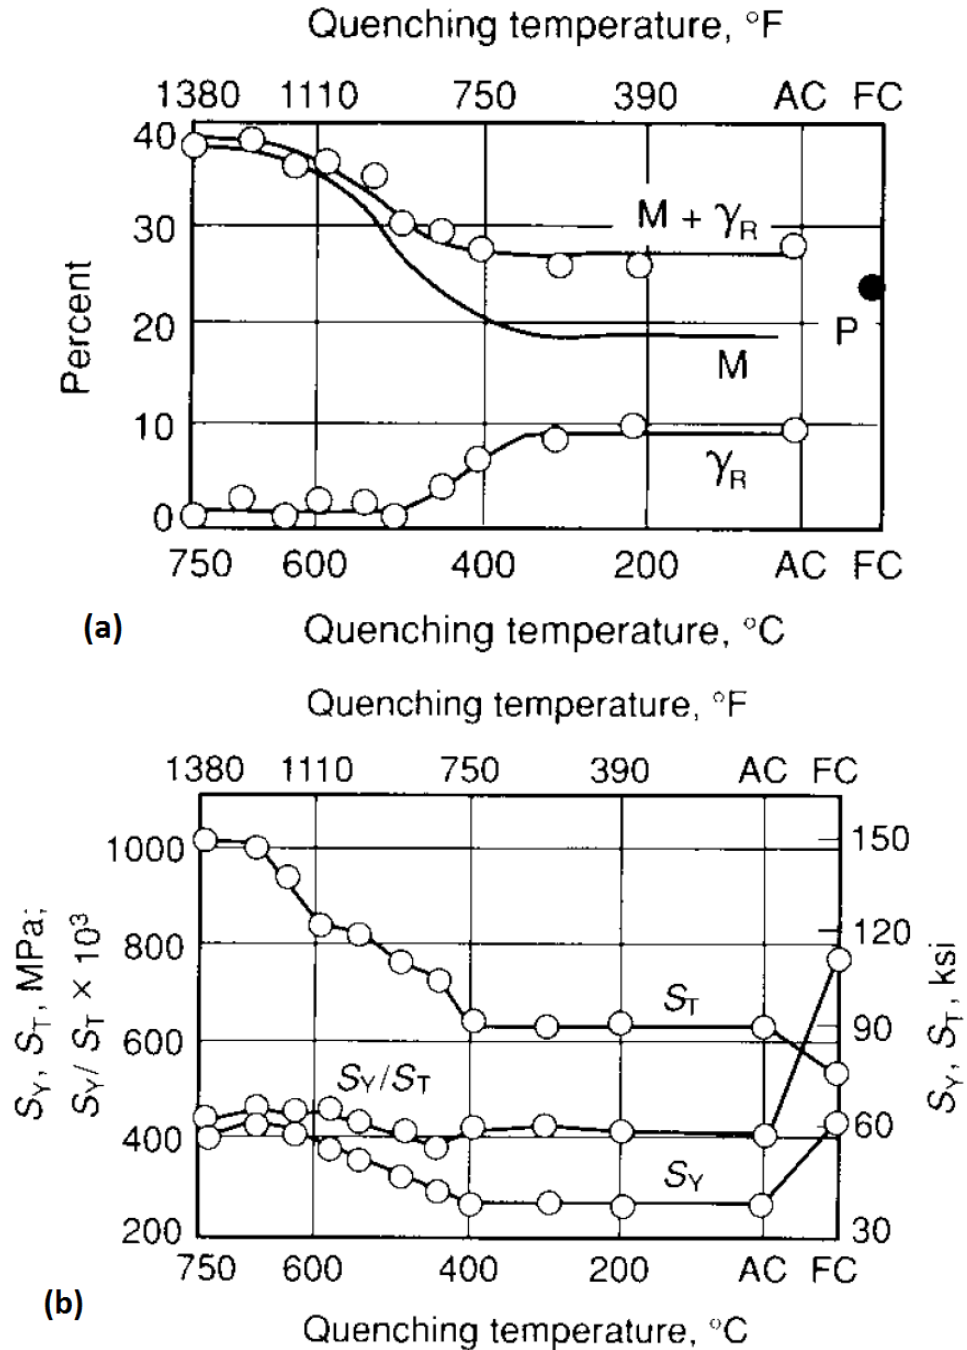 Quenching temperature, °F
1380 1110 750 390 AC FC
40
30
20
10
0
Percent
M + γR
P
M
γR
750 600 400 200 AC FC
(a)
Quenching temperature, °C
Quenching temperature, °F
1380 1110 750 390 AC FC
1000
800
600
400
200
SY, ST, MPa;
SY/ ST × 10³
150
120
90
60
30
SY, ST, ksi
ST
SY/ST
SY
750 600 400 200 AC FC
(b)
Quenching temperature, °C